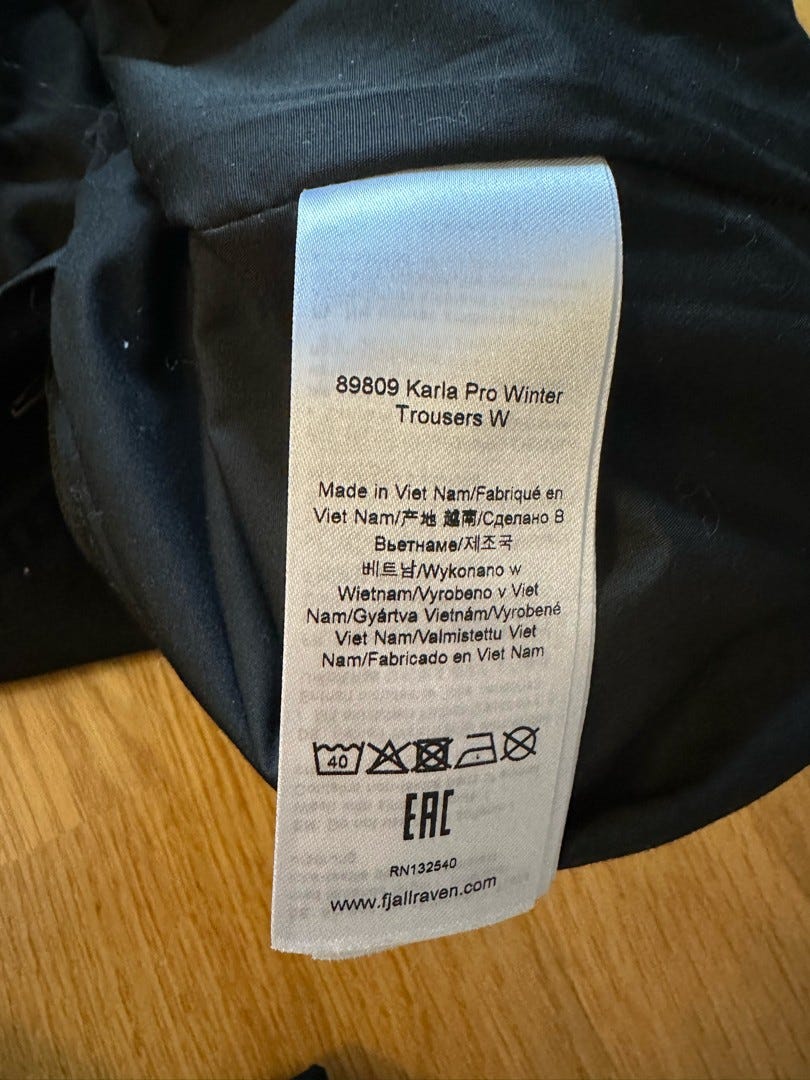 89809 Karla Pro Winter
Trousers W
Made in Viet Nam/Fabriqué en
Viet Nam/产地 越南/Сделано В
Вьетнаме/제조국
베트남/Wykonano w
Wietnam/Vyrobeno v Viet
Nam/Gyártva Vietnám/Vyrobené
Viet Nam/Valmistettu Viet
Nam/Fabricado en Viet Nam
40
EAC
RN132540
www.fjallraven.com